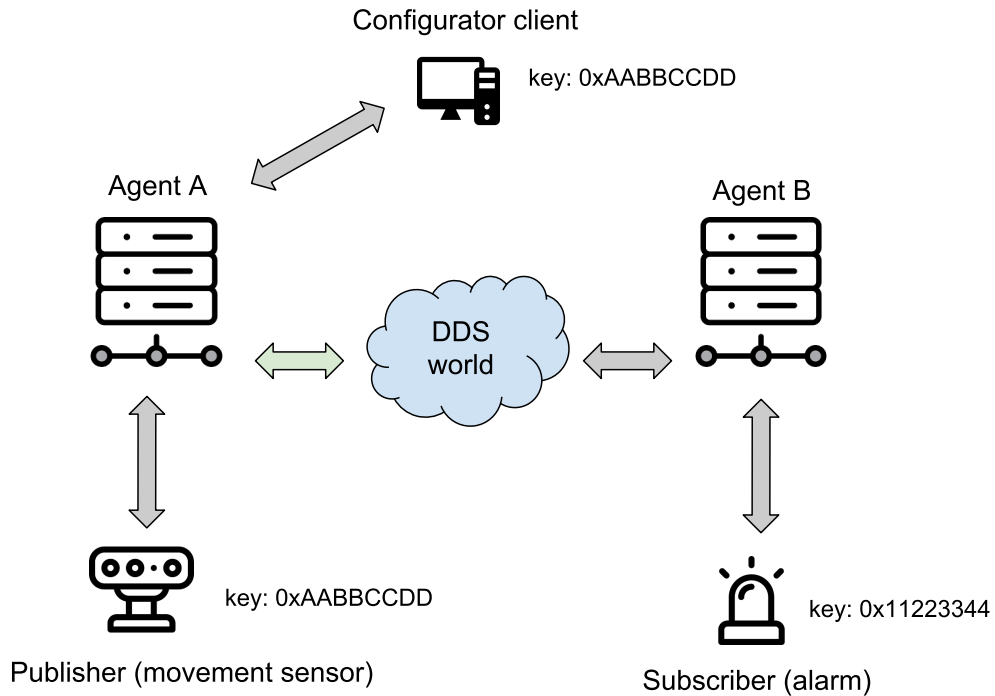 Configurator client
key: 0xAABBCCDD
Agent A
Agent B
DDS
world
key: 0xAABBCCDD
key: 0x11223344
Publisher (movement sensor)
Subscriber (alarm)